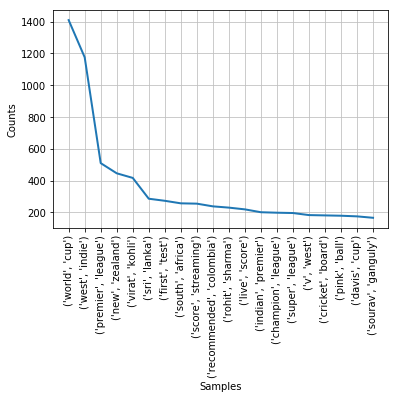 1400
1200
1000
800
600
400
200
Counts
('world', 'cup')
('west', 'indie')
('premier', 'league')
('new', 'zealand')
('virat', 'kohli')
('sri', 'lanka')
('first', 'test')
('south', 'africa')
('score', 'streaming')
('recommended', 'colombia')
('rohit', 'sharma')
('live', 'score')
('indian', 'premier')
('champion', 'league')
('super', 'league')
('v', 'west')
('cricket', 'board')
('pink', 'ball')
('davis', 'cup')
('sourav', 'ganguly')
Samples